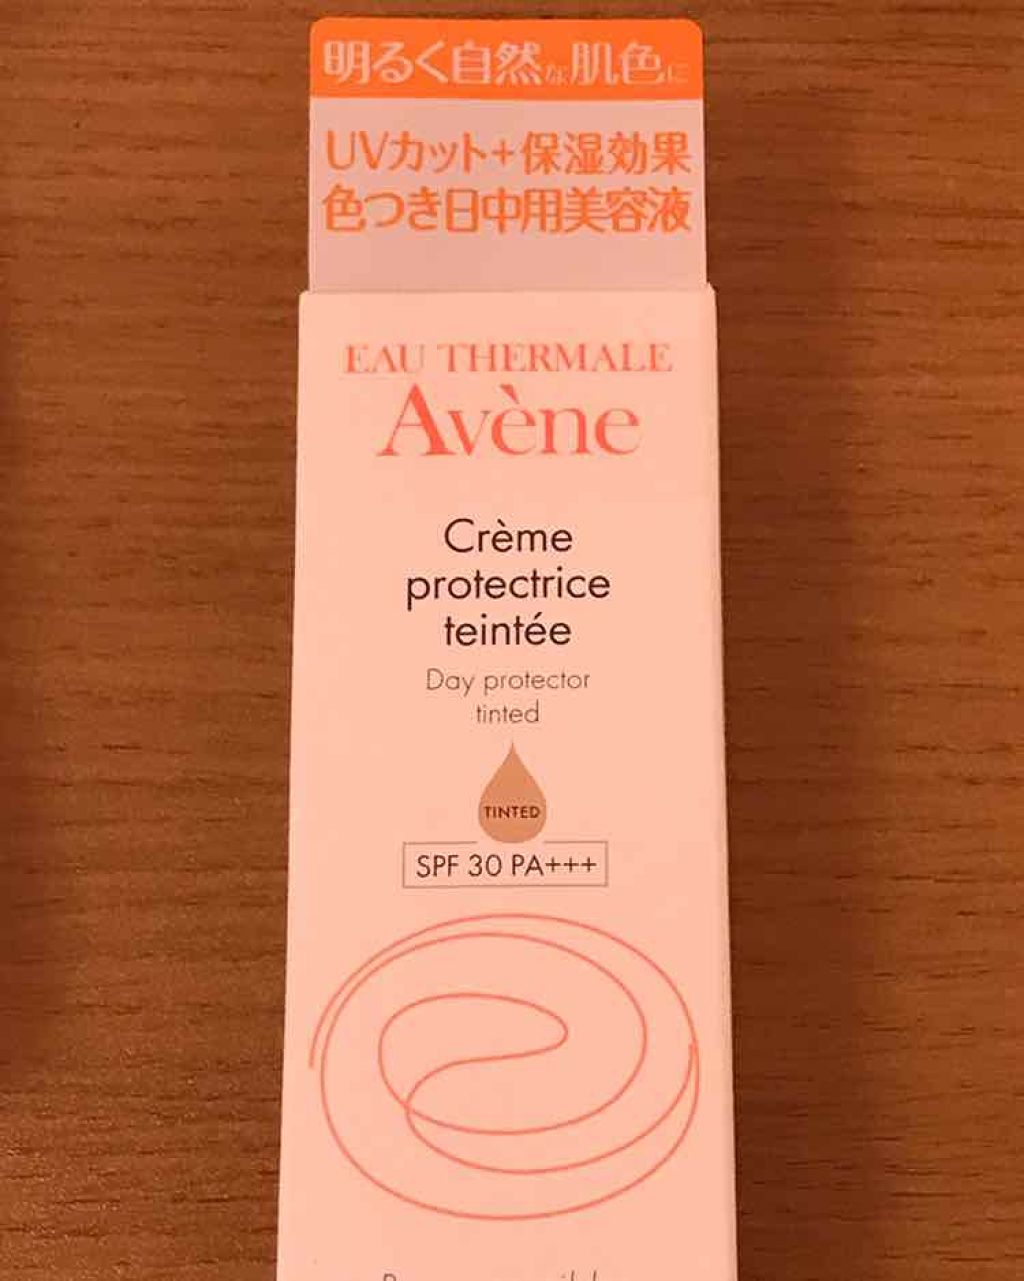 明るく自然な肌色に
UVカット+保湿効果
色つき日中用美容液
EAU THERMALE
Avène
Crème
protectrice
teintée
Day protector
tinted
TINTED
SPF 30 PA+++